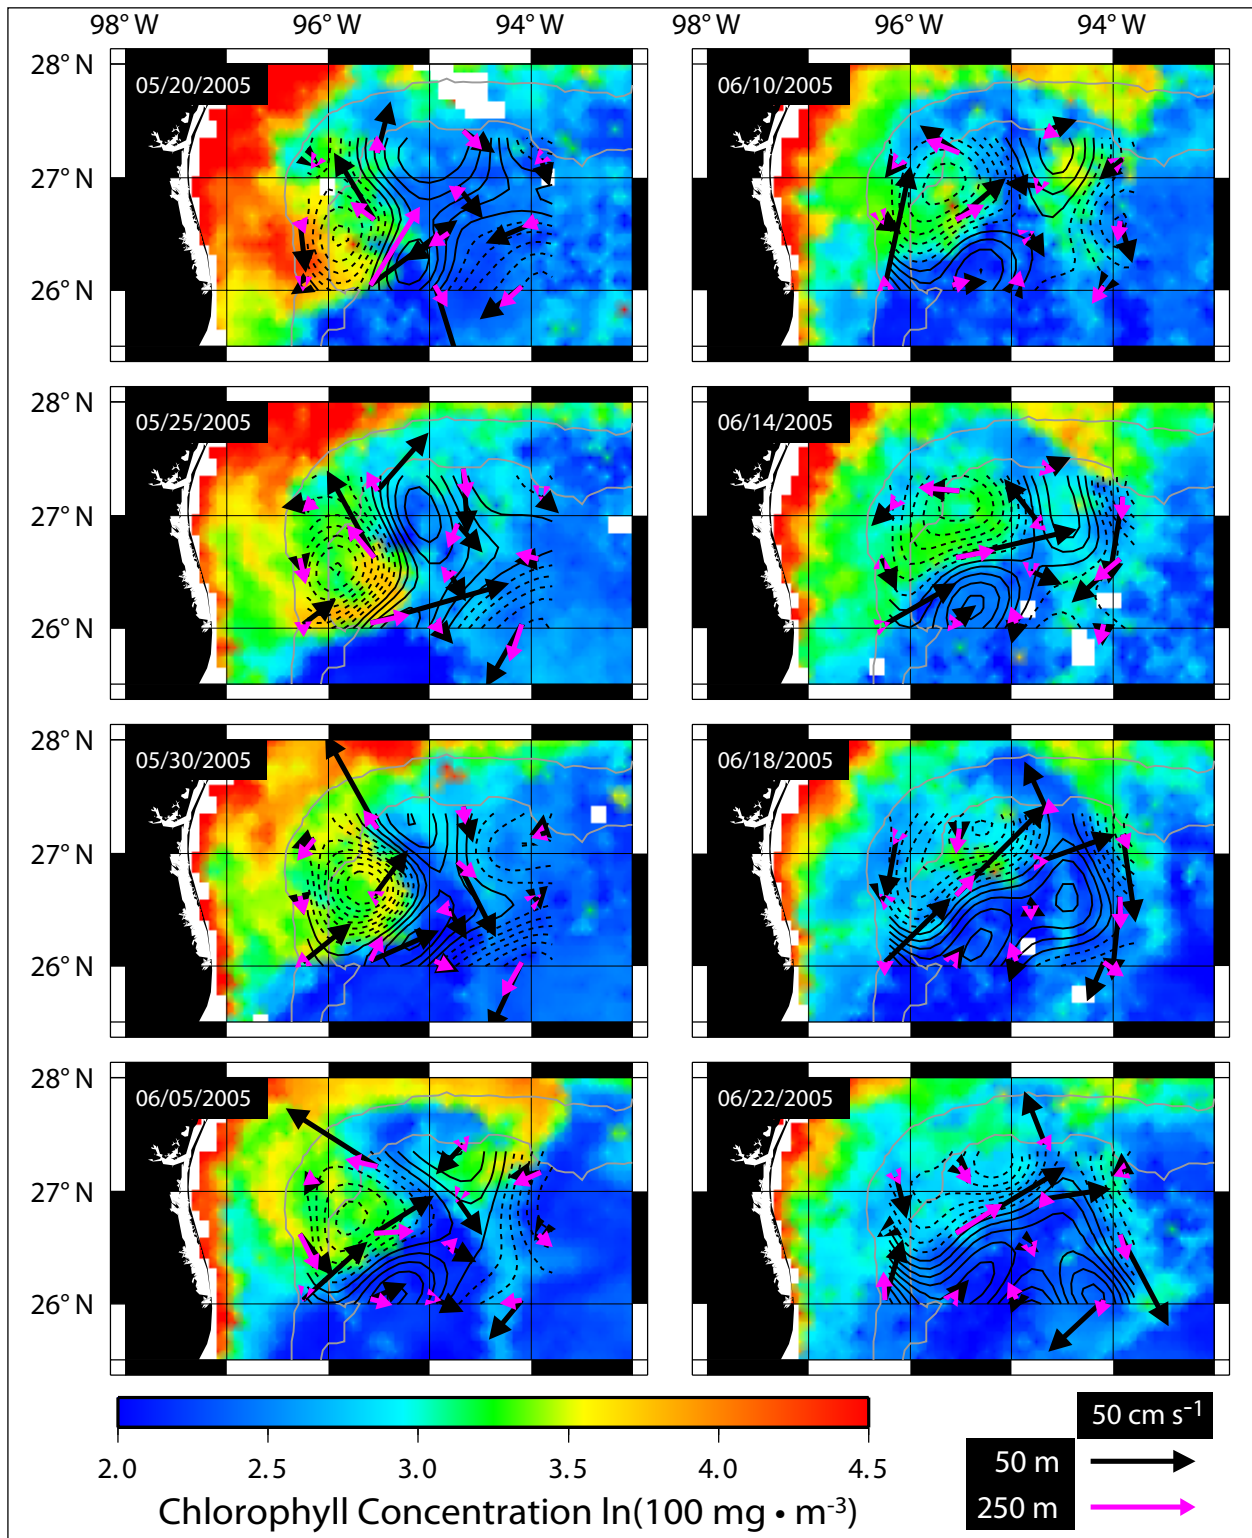 98° W 96° W 94° W 98° W 96° W 94° W
28° N
05/20/2005
06/10/2005
27° N
26° N
28° N
05/25/2005
06/14/2005
27° N
26° N
28° N
05/30/2005
06/18/2005
27° N
26° N
28° N
06/05/2005
06/22/2005
27° N
26° N
2.0 2.5 3.0 3.5 4.0 4.5
Chlorophyll Concentration ln(100 mg • m⁻³)
50 cm s⁻¹
50 m
250 m